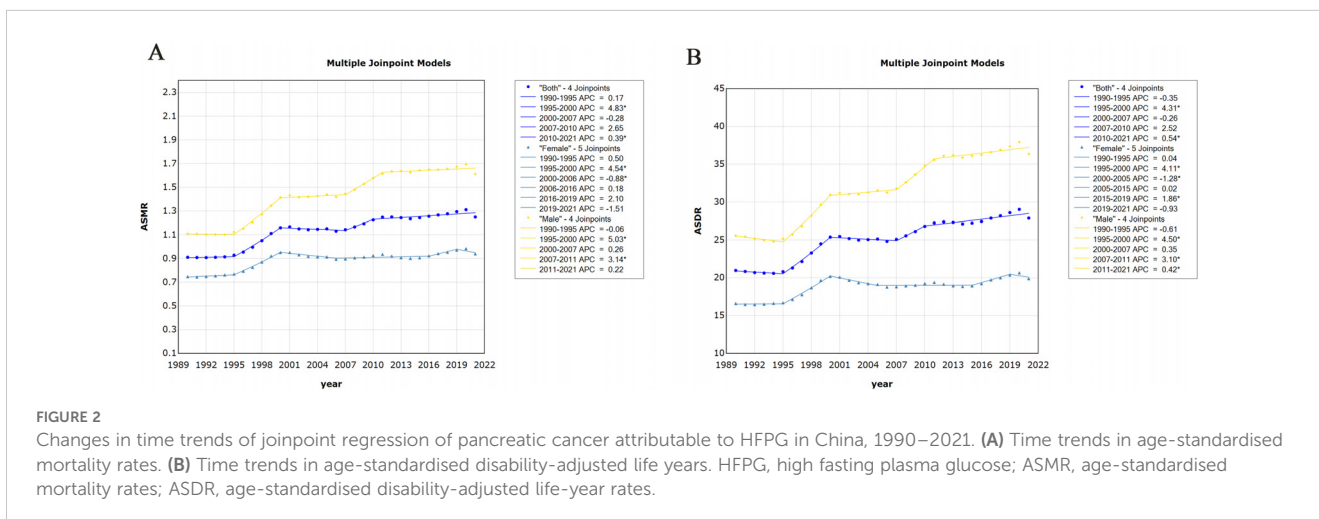 A
Multiple Joinpoint Models
2.3
2.1
1.9
1.7
1.5
1.3
1.1
0.9
0.7
0.5
0.3
0.1
ASMR
1989 1992 1995 1998 2001 2004 2007 2010 2013 2016 2019 2022
year
"Both" - 4 Joinpoints
1990-1995 APC = 0.17
1995-2000 APC = 4.83*
2000-2007 APC = -0.28
2007-2010 APC = 2.65
2010-2021 APC = 0.39*
"Female" - 5 Joinpoints
1990-1995 APC = 0.50
1995-2000 APC = 4.54*
2000-2006 APC = -0.88*
2006-2016 APC = 0.18
2016-2019 APC = 2.10
2019-2021 APC = -1.51
"Male" - 4 Joinpoints
1990-1995 APC = -0.06
1995-2000 APC = 5.03*
2000-2007 APC = 0.26
2007-2011 APC = 3.14*
2011-2021 APC = 0.22
B
Multiple Joinpoint Models
45
40
35
30
25
20
15
10
ASDR
1989 1992 1995 1998 2001 2004 2007 2010 2013 2016 2019 2022
year
"Both" - 4 Joinpoints
1990-1995 APC = -0.35
1995-2000 APC = 4.31*
2000-2007 APC = -0.26
2007-2010 APC = 2.52
2010-2021 APC = 0.54*
"Female" - 5 Joinpoints
1990-1995 APC = 0.04
1995-2000 APC = 4.11*
2000-2005 APC = -1.28*
2005-2015 APC = 0.02
2015-2019 APC = 1.86*
2019-2021 APC = -0.93
"Male" - 4 Joinpoints
1990-1995 APC = -0.61
1995-2000 APC = 4.50*
2000-2007 APC = 0.35
2007-2011 APC = 3.10*
2011-2021 APC = 0.42*
FIGURE 2
Changes in time trends of joinpoint regression of pancreatic cancer attributable to HFPG in China, 1990–2021. (A) Time trends in age-standardised
mortality rates. (B) Time trends in age-standardised disability-adjusted life years. HFPG, high fasting plasma glucose; ASMR, age-standardised
mortality rates; ASDR, age-standardised disability-adjusted life-year rates.